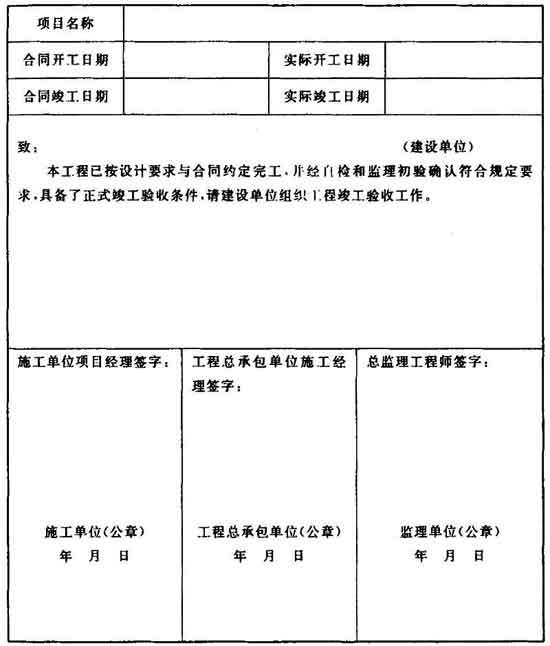 项目名称
合同开工日期 实际开工日期
合同竣工日期 实际竣工日期
致: (建设单位)
本工程已按设计要求与合同约定完工、并经自检和监理初验确认符合规定要
求,具备了正式竣工验收条件,请建设单位组织工程竣工验收工作。
施工单位项目经理签字:
工程总承包单位施工经
理签字:
总监理工程师签字:
施工单位(公章)
年 月 日
工程总承包单位(公章)
年 月 日
监理单位(公章)
年 月 日